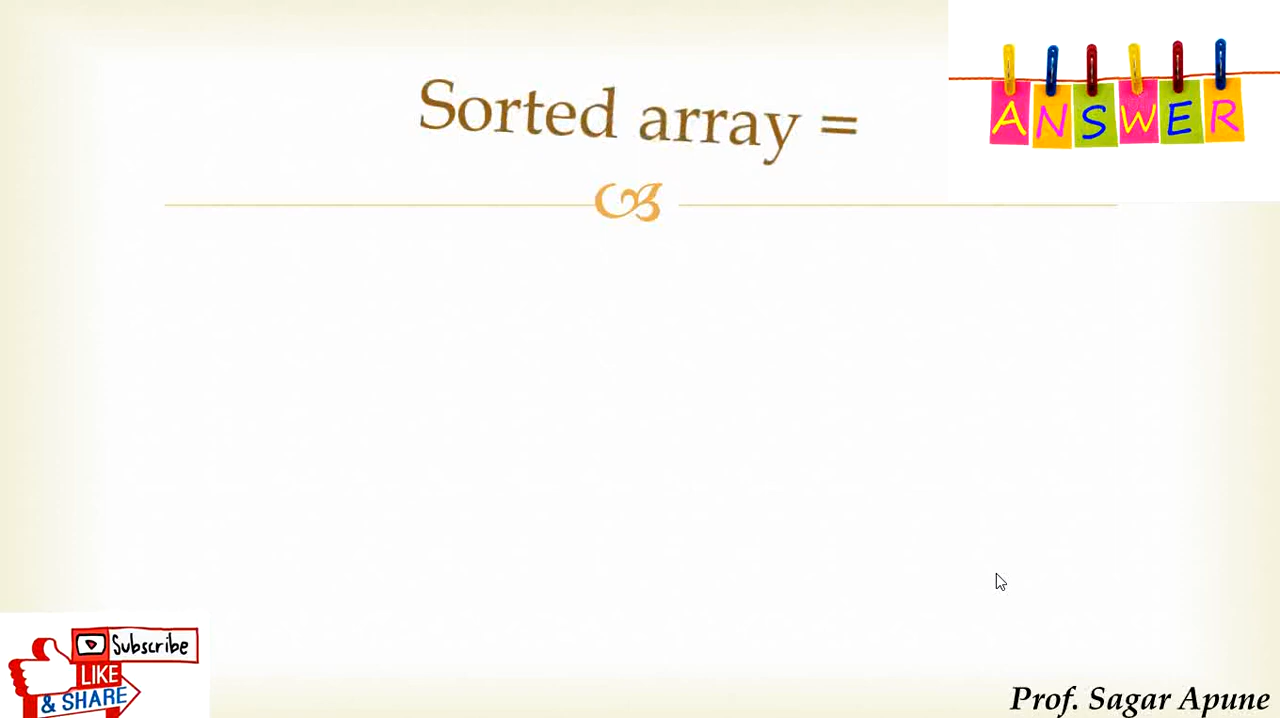 Sorted array =
ANSWER
Subscribe
LIKE
& SHARE
Prof. Sagar Apune